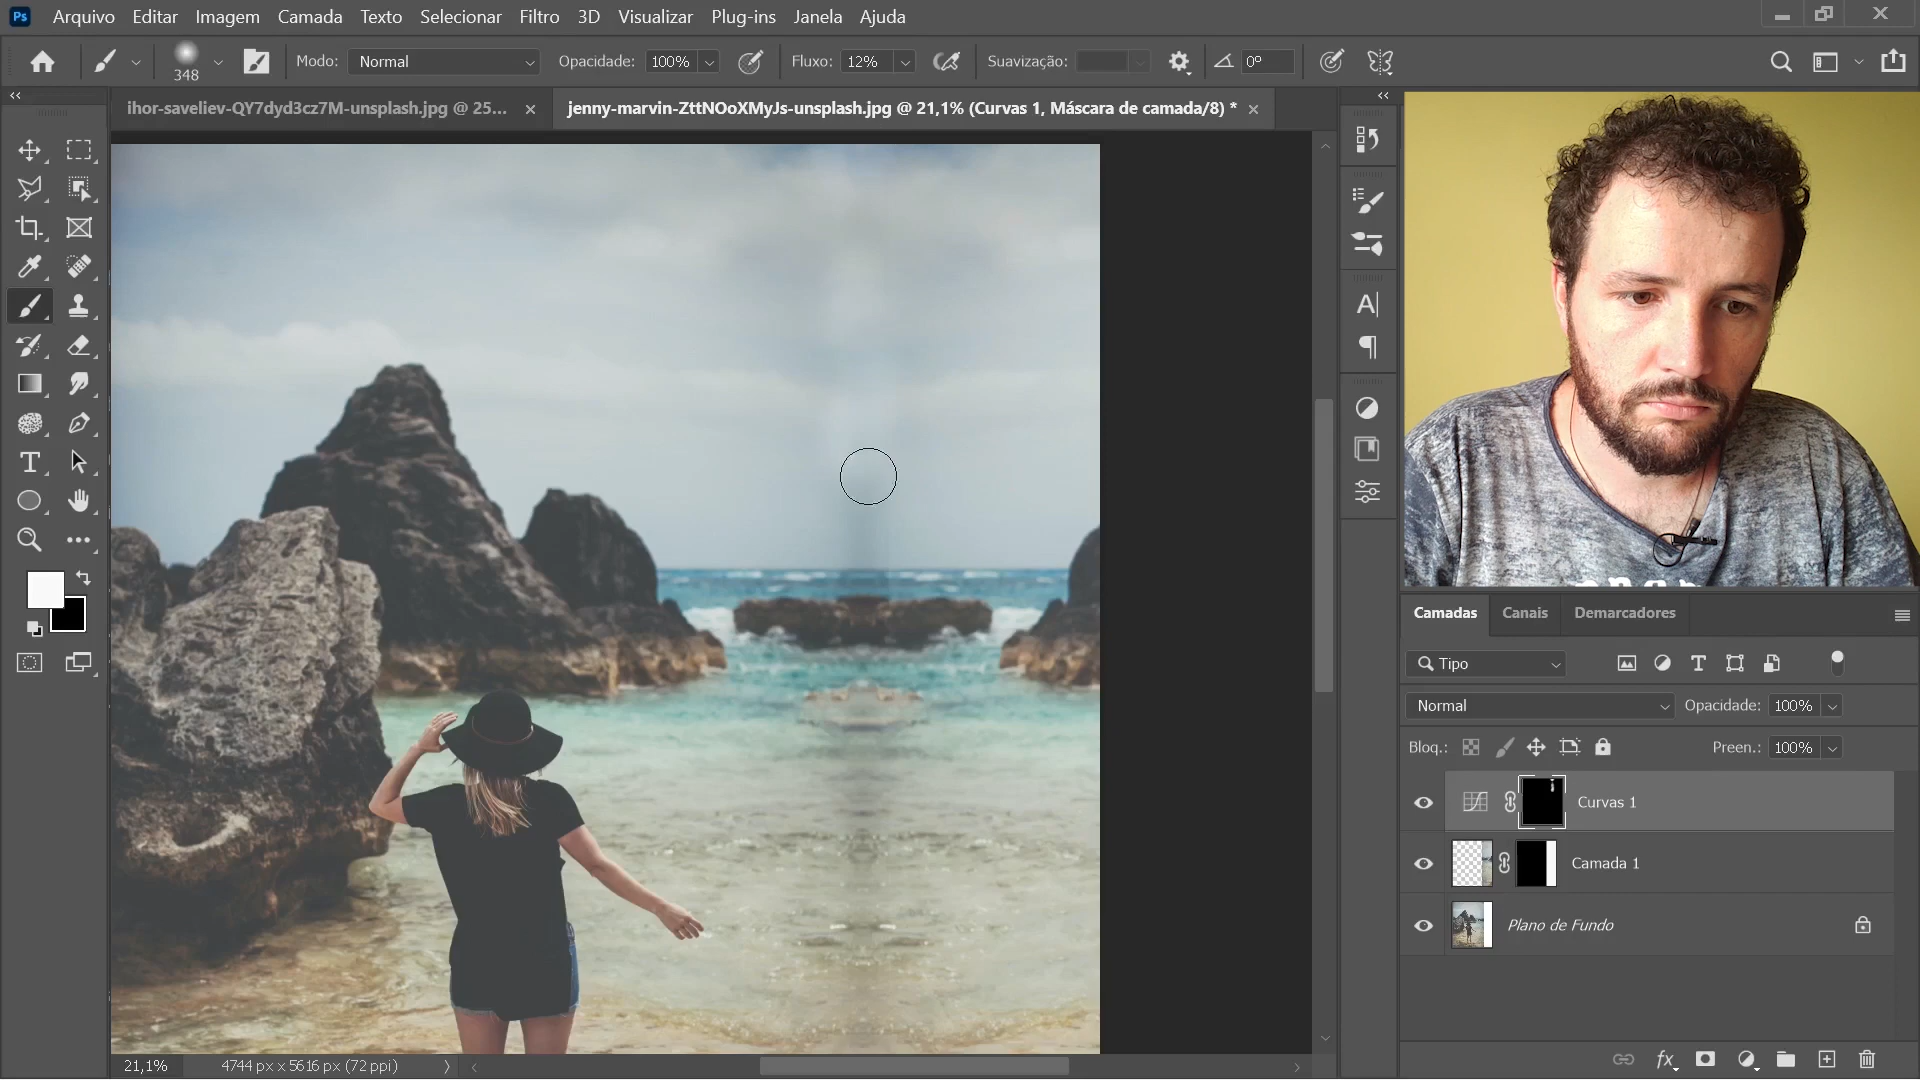 Ps Arquivo Editar Imagem Camada Texto Selecionar Filtro 3D Visualizar Plug-ins Janela Ajuda
348 Modo: Normal Opacidade: 100% Fluxo: 12% Suavização: 0°
ihor-saveliev-QY7dyd3cz7M-unsplash.jpg @ 25...
jenny-marvin-ZttNOoXMyJs-unsplash.jpg @ 21,1% (Curvas 1, Máscara de camada/8) *
Camadas Canais Demarcadores
Tipo
Normal Opacidade: 100%
Bloq.: Preen.: 100%
Curvas 1
Camada 1
Plano de Fundo
21,1% 4744 px x 5616 px (72 ppi)
fx